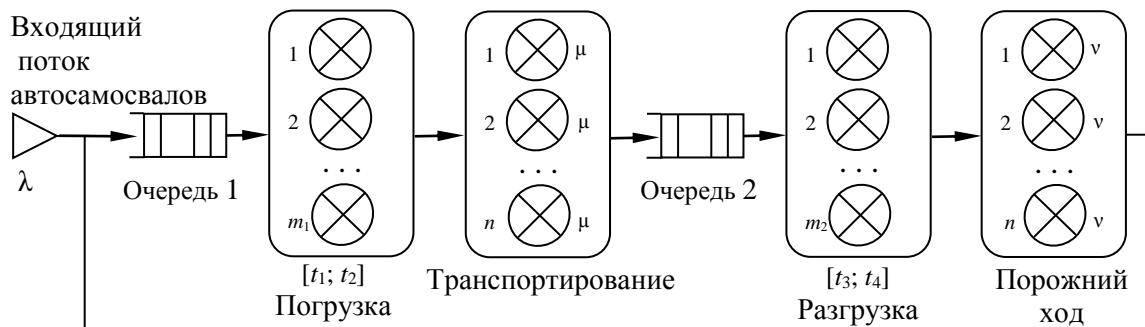 Входящий
поток
автосамосвалов
λ
Очередь 1
1
2
. . .
m₁
[t₁; t₂]
Погрузка
1 μ
2 μ
. . .
n μ
Транспортирование
Очередь 2
1
2
. . .
m₂
[t₃; t₄]
Разгрузка
1 ν
2 ν
. . .
n ν
Порожний
ход